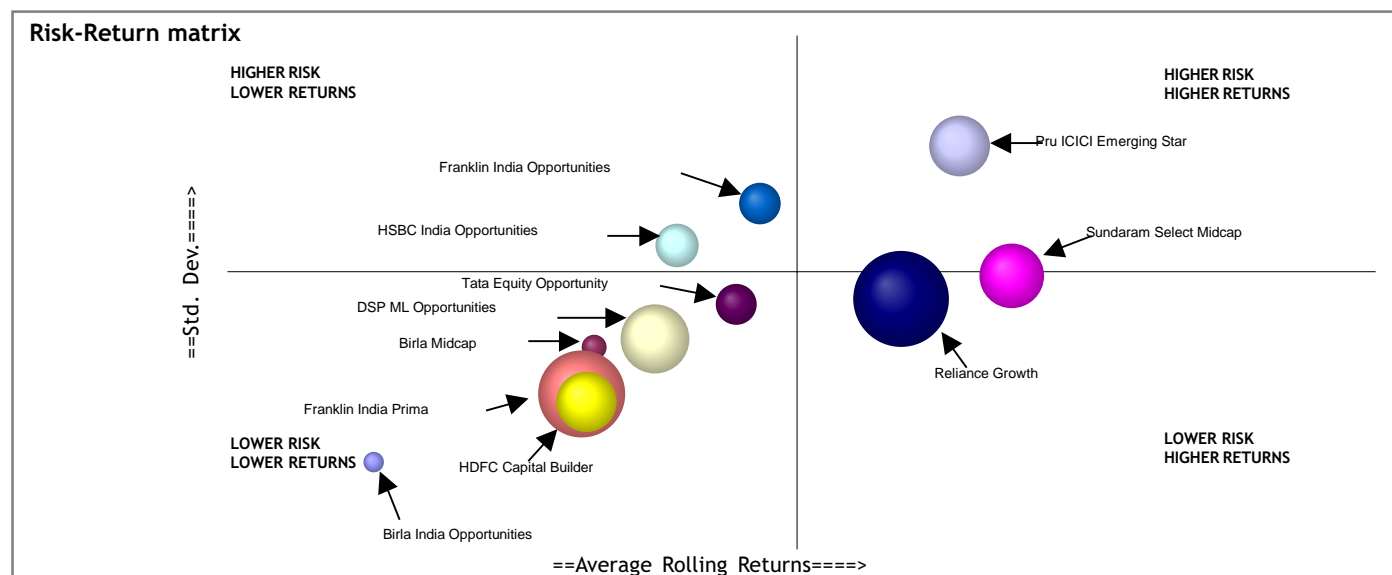 Risk-Return matrix
HIGHER RISK
LOWER RETURNS
HIGHER RISK
HIGHER RETURNS
Pru ICICI Emerging Star
Franklin India Opportunities
HSBC India Opportunities
Sundaram Select Midcap
==Std. Dev.====>
Tata Equity Opportunity
DSP ML Opportunities
Birla Midcap
Reliance Growth
Franklin India Prima
LOWER RISK
LOWER RETURNS
HDFC Capital Builder
LOWER RISK
HIGHER RETURNS
Birla India Opportunities
==Average Rolling Returns====>